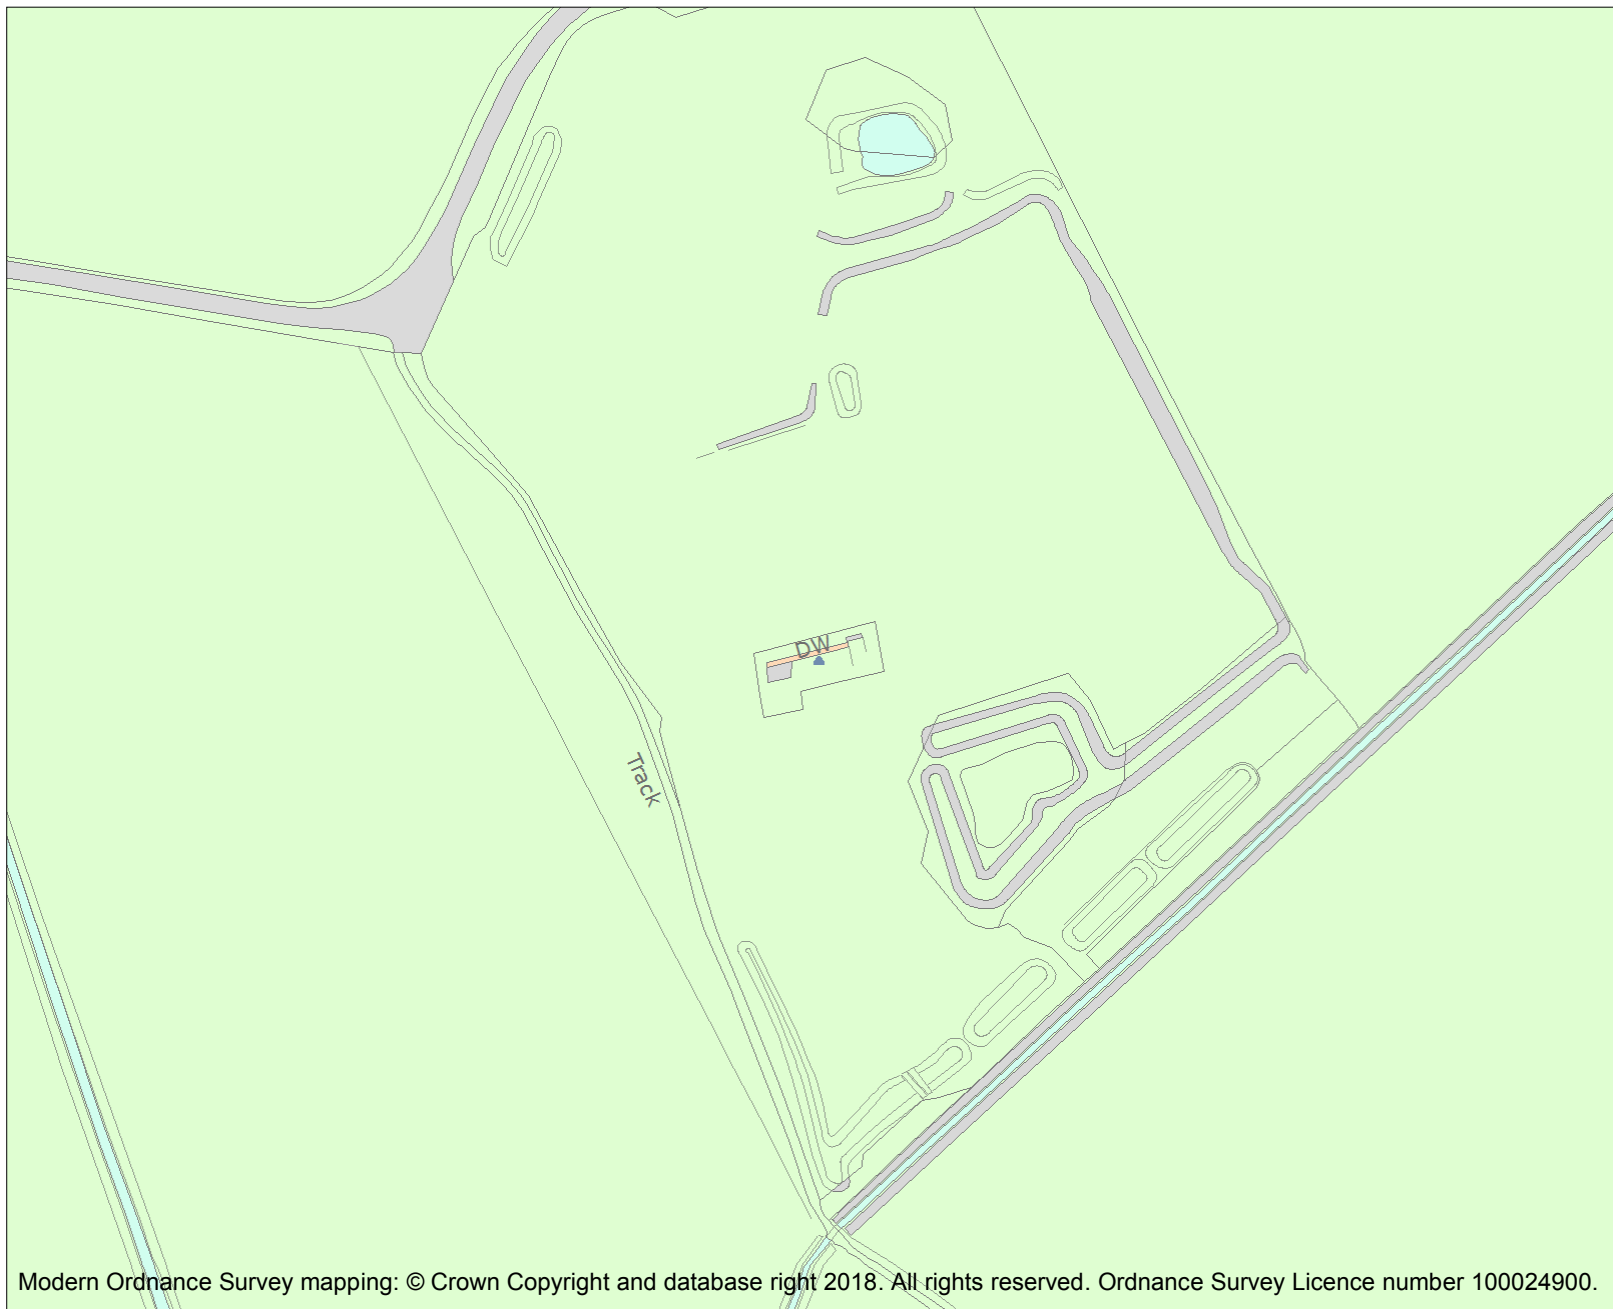 DW
Track
Modern Ordnance Survey mapping: © Crown Copyright and database right 2018. All rights reserved. Ordnance Survey Licence number 100024900.